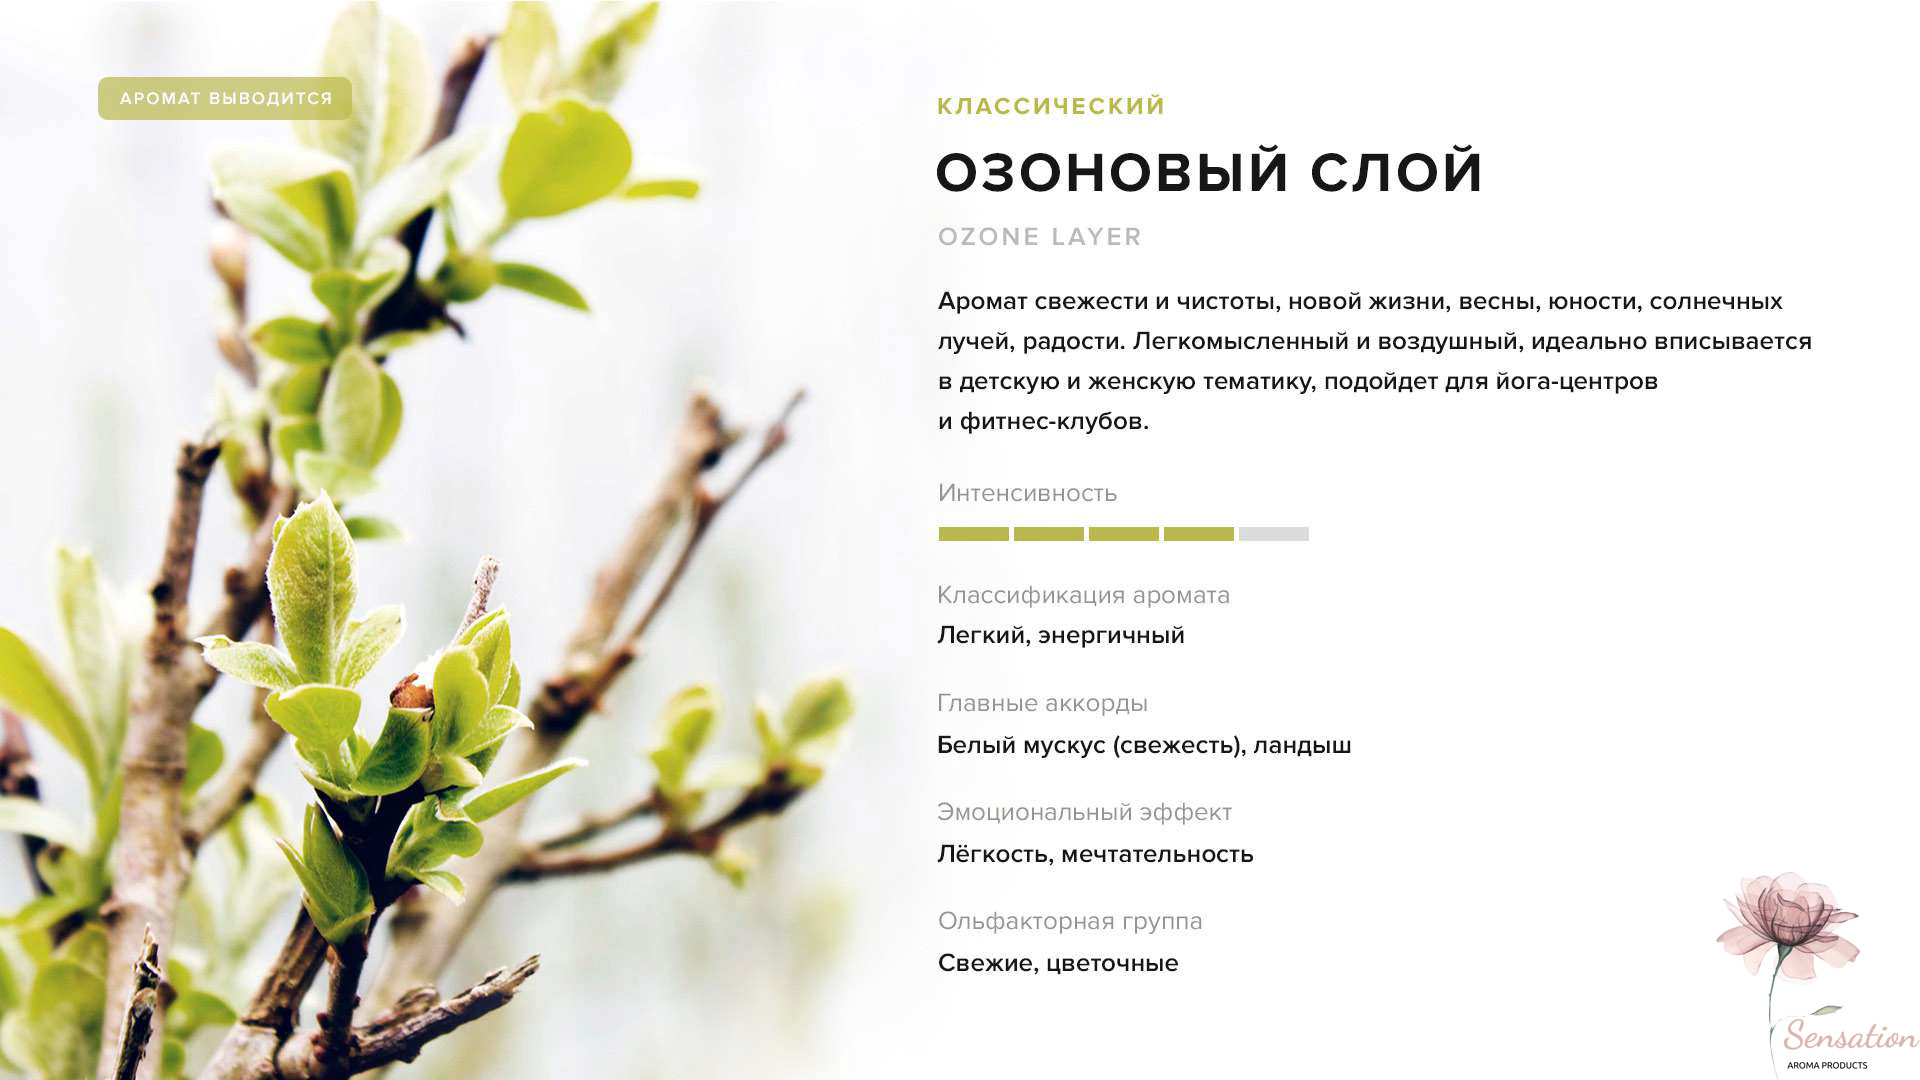 АРОМАТ ВЫВОДИТСЯ
КЛАССИЧЕСКИЙ
ОЗОНОВЫЙ СЛОЙ
OZONE LAYER
Аромат свежести и чистоты, новой жизни, весны, юности, солнечных
лучей, радости. Легкомысленный и воздушный, идеально вписывается
в детскую и женскую тематику, подойдет для йога-центров
и фитнес-клубов.
Интенсивность
Классификация аромата
Легкий, энергичный
Главные аккорды
Белый мускус (свежесть), ландыш
Эмоциональный эффект
Лёгкость, мечтательность
Ольфакторная группа
Свежие, цветочные
Sensation
AROMA PRODUCTS